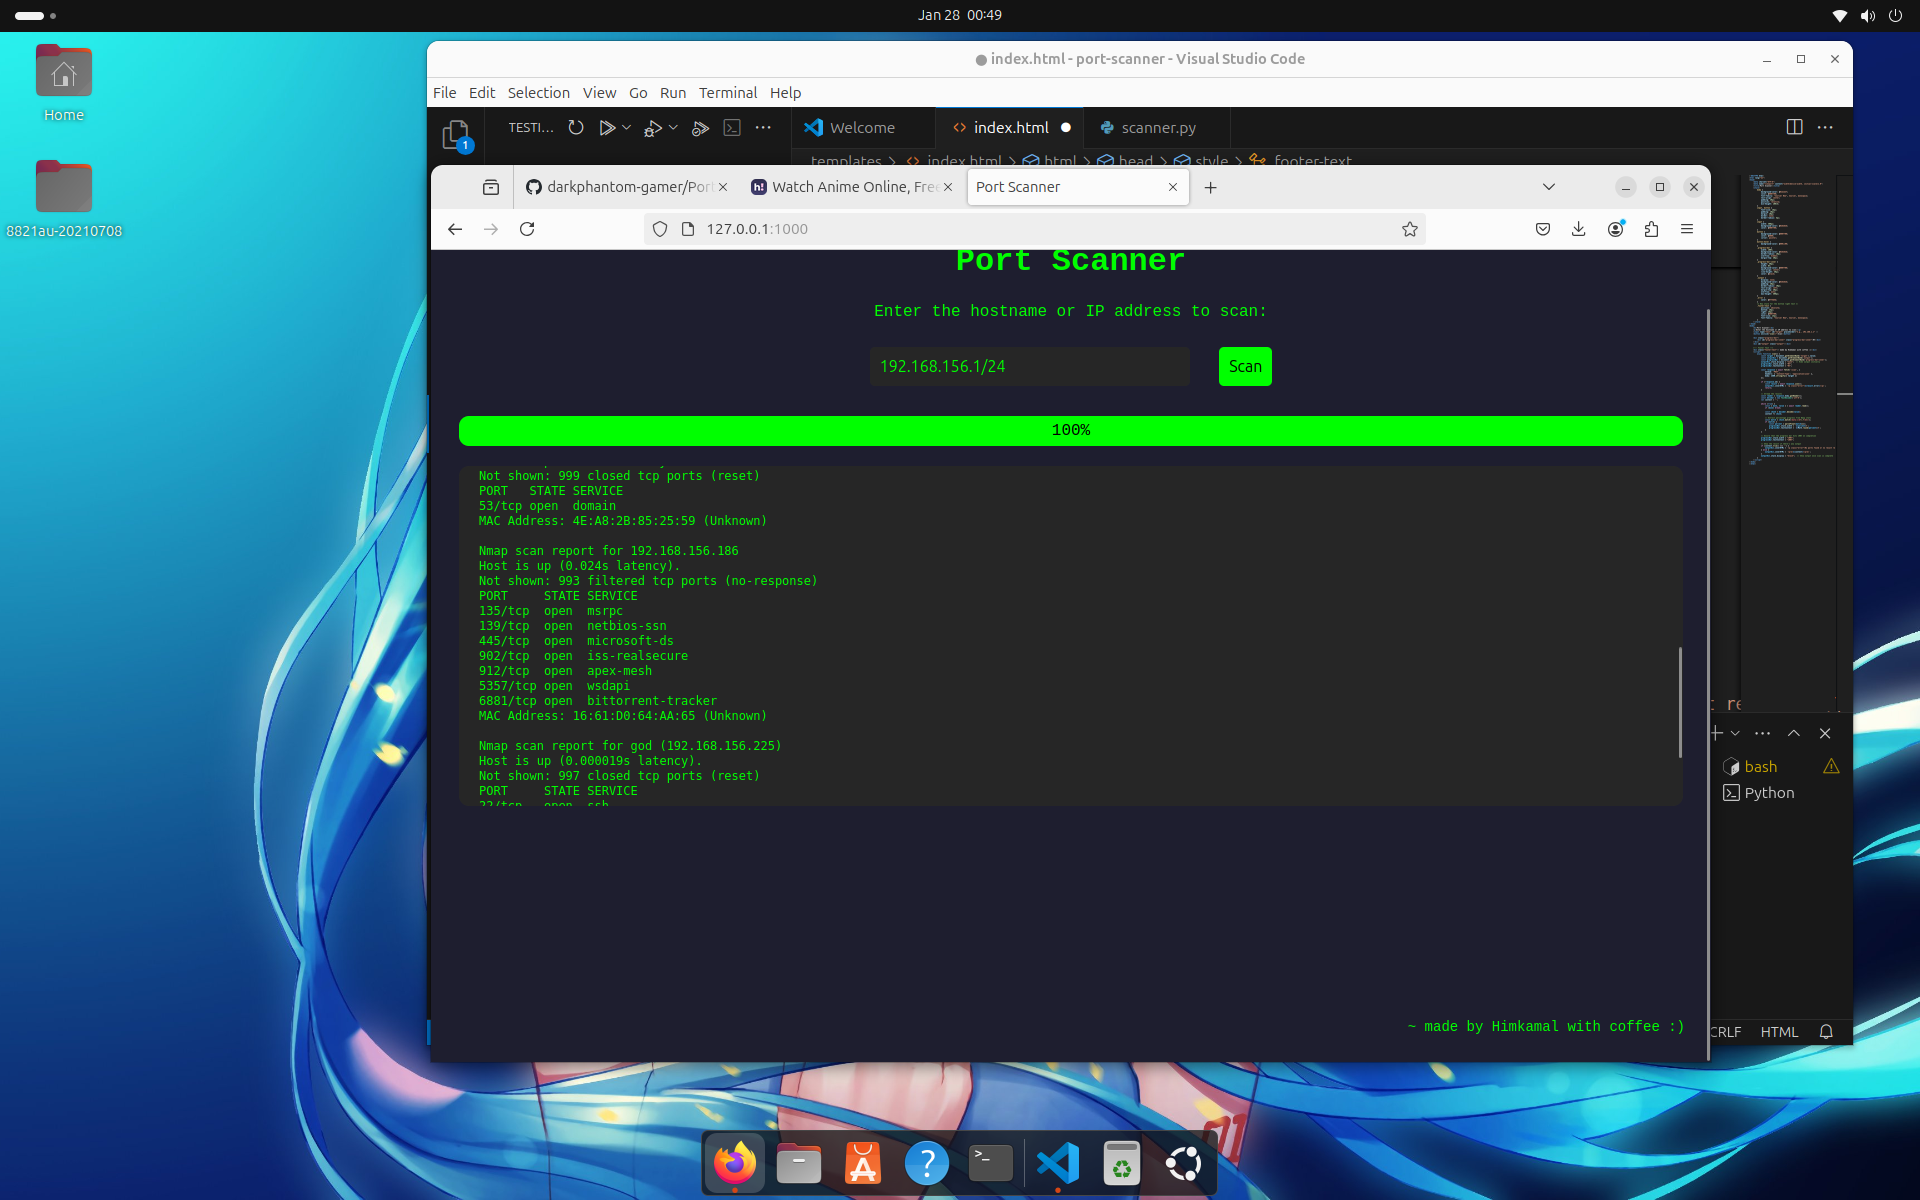 Jan 28 00:49
Home
8821au-20210708
index.html - port-scanner - Visual Studio Code
File Edit Selection View Go Run Terminal Help
1
TESTI...
Welcome
index.html
scanner.py
templates > index.html > html > head > style > footer-text
darkphantom-gamer/Por
Watch Anime Online, Free
Port Scanner
127.0.0.1:1000
Port Scanner
Enter the hostname or IP address to scan:
192.168.156.1/24
Scan
100%
Not shown: 999 closed tcp ports (reset)
PORT STATE SERVICE
53/tcp open domain
MAC Address: 4E:A8:2B:85:25:59 (Unknown)
Nmap scan report for 192.168.156.186
Host is up (0.024s latency).
Not shown: 993 filtered tcp ports (no-response)
PORT STATE SERVICE
135/tcp open msrpc
139/tcp open netbios-ssn
445/tcp open microsoft-ds
902/tcp open iss-realsecure
912/tcp open apex-mesh
5357/tcp open wsdapi
6881/tcp open bittorrent-tracker
MAC Address: 16:61:D0:64:AA:65 (Unknown)
Nmap scan report for god (192.168.156.225)
Host is up (0.000019s latency).
Not shown: 997 closed tcp ports (reset)
PORT STATE SERVICE
22/tcp open ssh
~ made by Himkamal with coffee :)
bash
Python
CRLF HTML